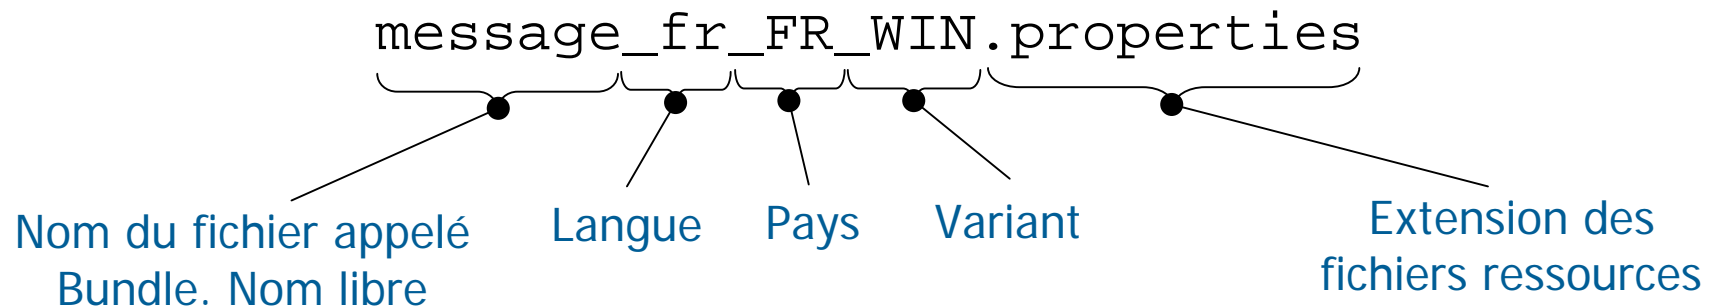 message_fr_FR_WIN.properties
Nom du fichier appelé
Bundle. Nom libre
Langue
Pays
Variant
Extension des
fichiers ressources